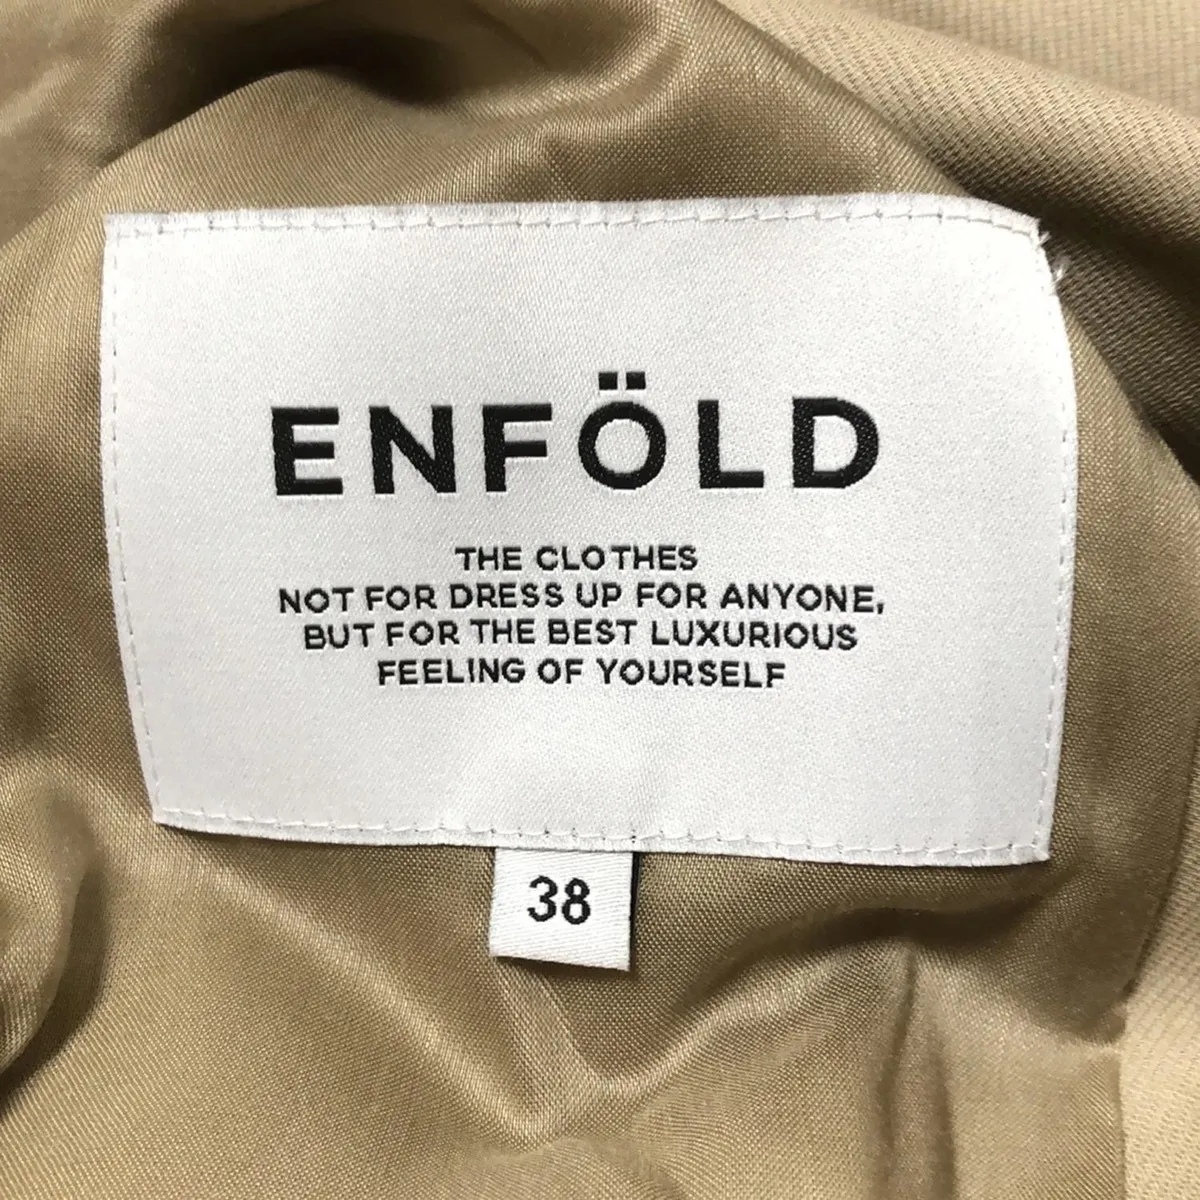 ENFÖLD
THE CLOTHES
NOT FOR DRESS UP FOR ANYONE,
BUT FOR THE BEST LUXURIOUS
FEELING OF YOURSELF
38